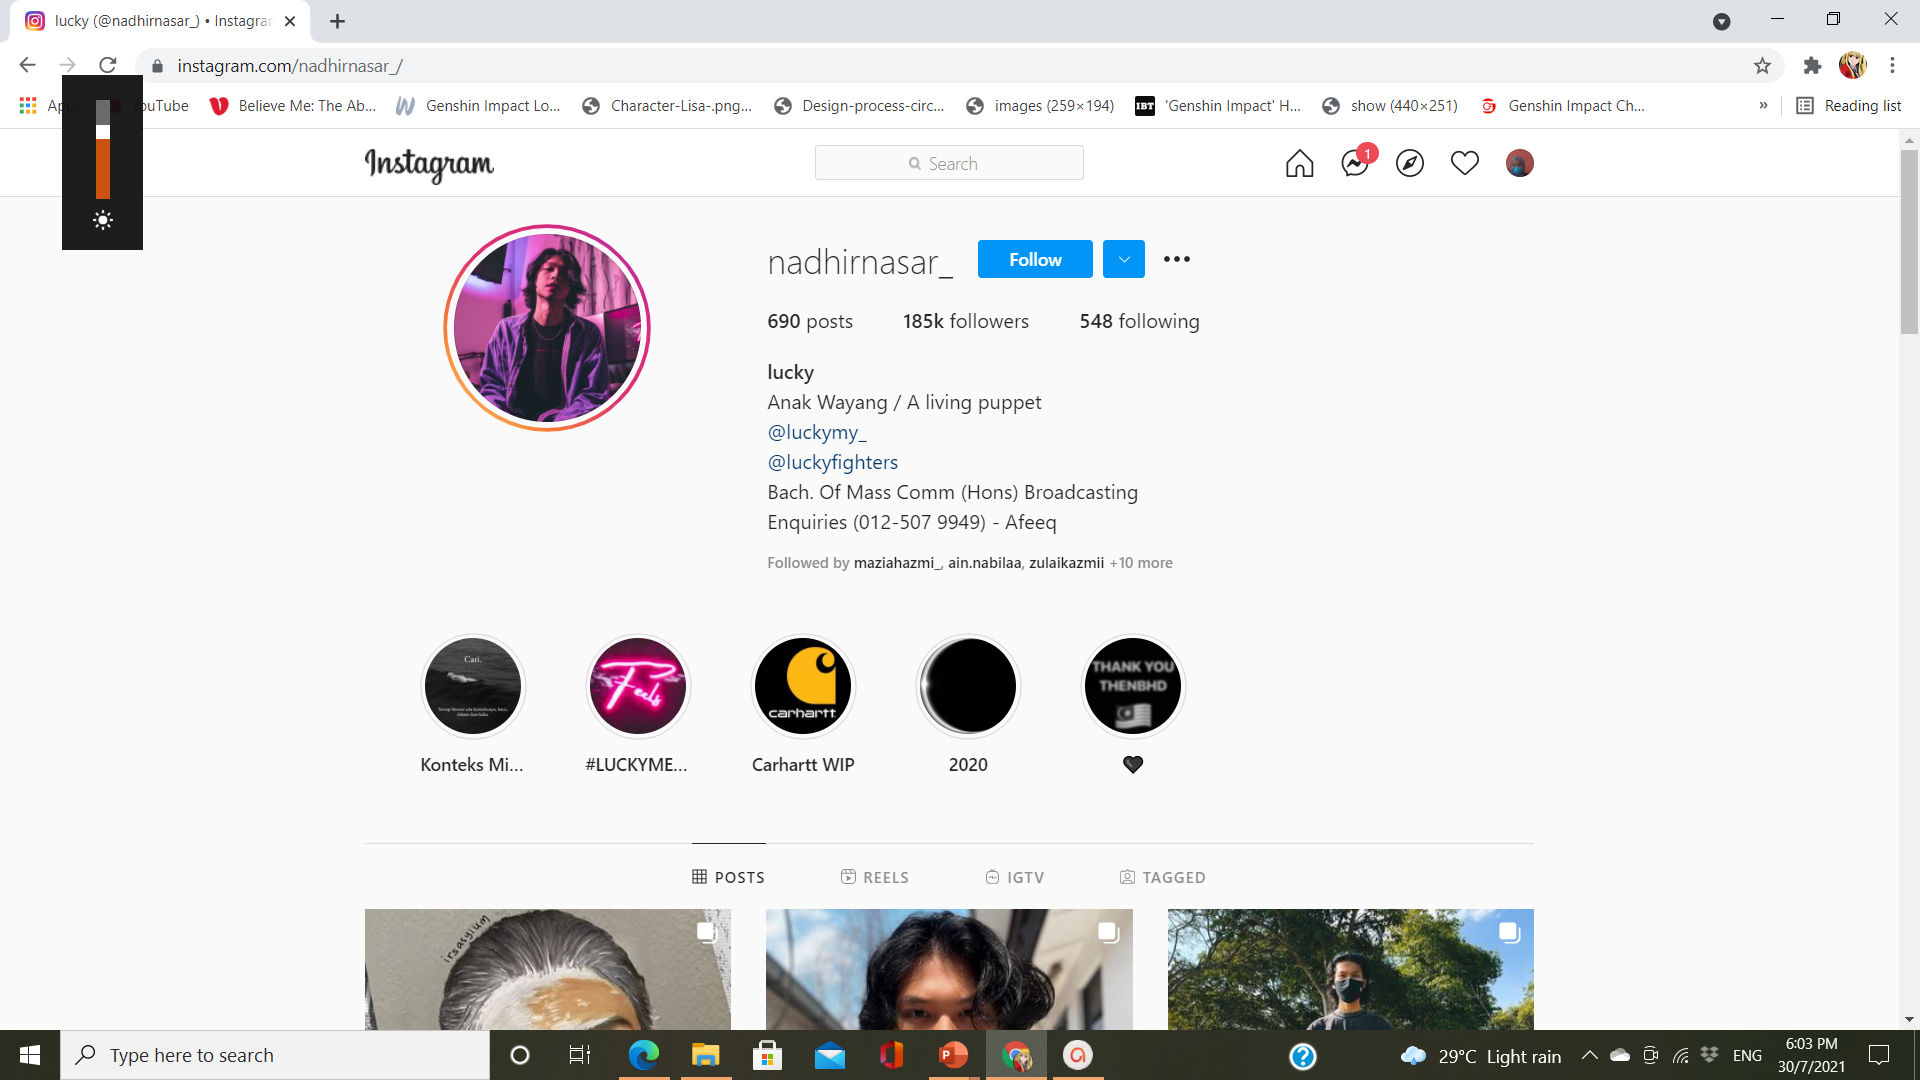 lucky (@nadhirnasar_) • Instagram
instagram.com/nadhirnasar_/
Apps YouTube Believe Me: The Ab... Genshin Impact Lo... Character-Lisa-.png... Design-process-circ... images (259×194) IBT 'Genshin Impact' H... show (440×251) Genshin Impact Ch... » Reading list
Instagram Search 1
nadhirnasar_ Follow
690 posts 185k followers 548 following
lucky
Anak Wayang / A living puppet
@luckymy_
@luckyfighters
Bach. Of Mass Comm (Hons) Broadcasting
Enquiries (012-507 9949) - Afeeq
Followed by maziahazmi_, ain.nabilaa, zulaikazmii +10 more
Cari.
Feels
carhartt
THANK YOU
THENBHD
Konteks Mi... #LUCKYME... Carhartt WIP 2020
POSTS REELS IGTV TAGGED
irsasylum
Type here to search 29°C Light rain ENG 6:03 PM
30/7/2021